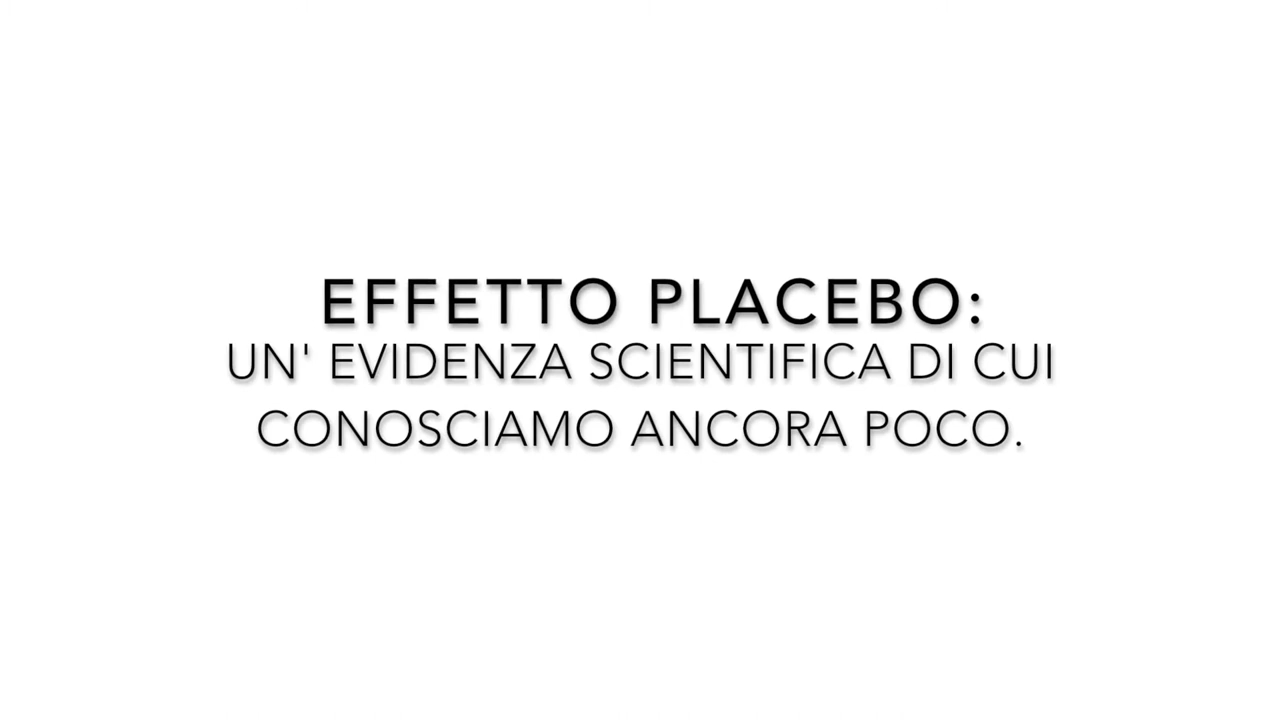 EFFETTO PLACEBO:
UN' EVIDENZA SCIENTIFICA DI CUI
CONOSCIAMO ANCORA POCO.